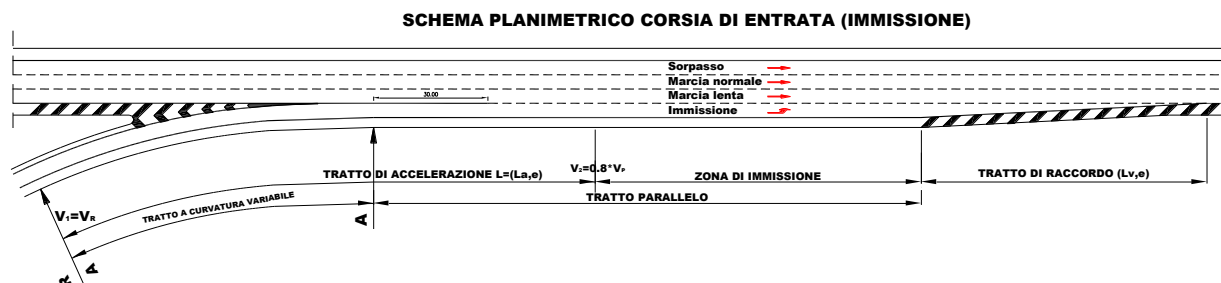 SCHEMA PLANIMETRICO CORSIA DI ENTRATA (IMMISSIONE)
Sorpasso
Marcia normale
Marcia lenta
Immissione
30.00
TRATTO DI ACCELERAZIONE L=(La,e)
V₂=0.8*Vₚ
ZONA DI IMMISSIONE
TRATTO DI RACCORDO (Lv,e)
TRATTO PARALLELO
V₁=VR
TRATTO A CURVATURA VARIABILE
A
A
R